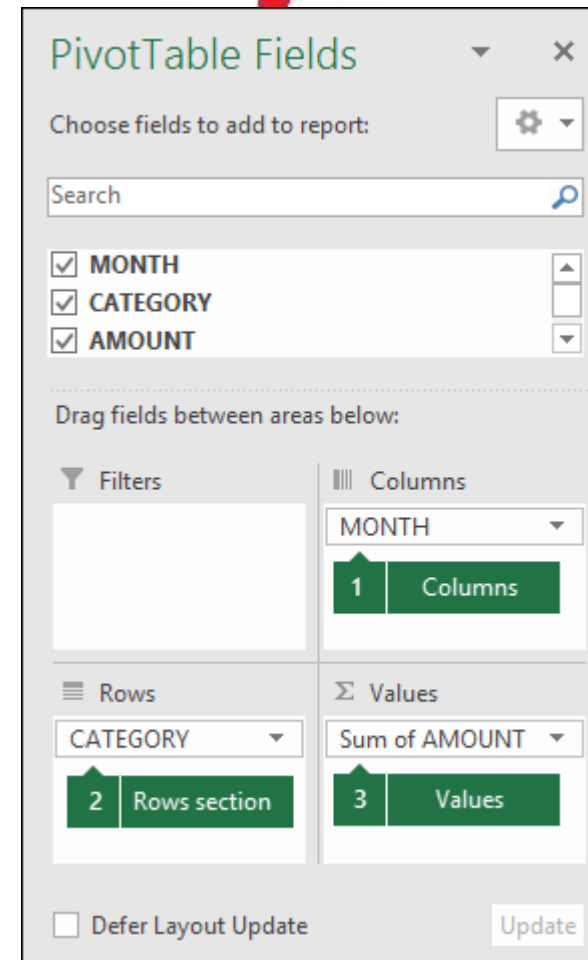 PivotTable Fields
Choose fields to add to report:
Search
MONTH
CATEGORY
AMOUNT
Drag fields between areas below:
Filters
Columns
MONTH
1 Columns
Rows
Σ Values
CATEGORY
Sum of AMOUNT
2 Rows section
3 Values
Defer Layout Update
Update